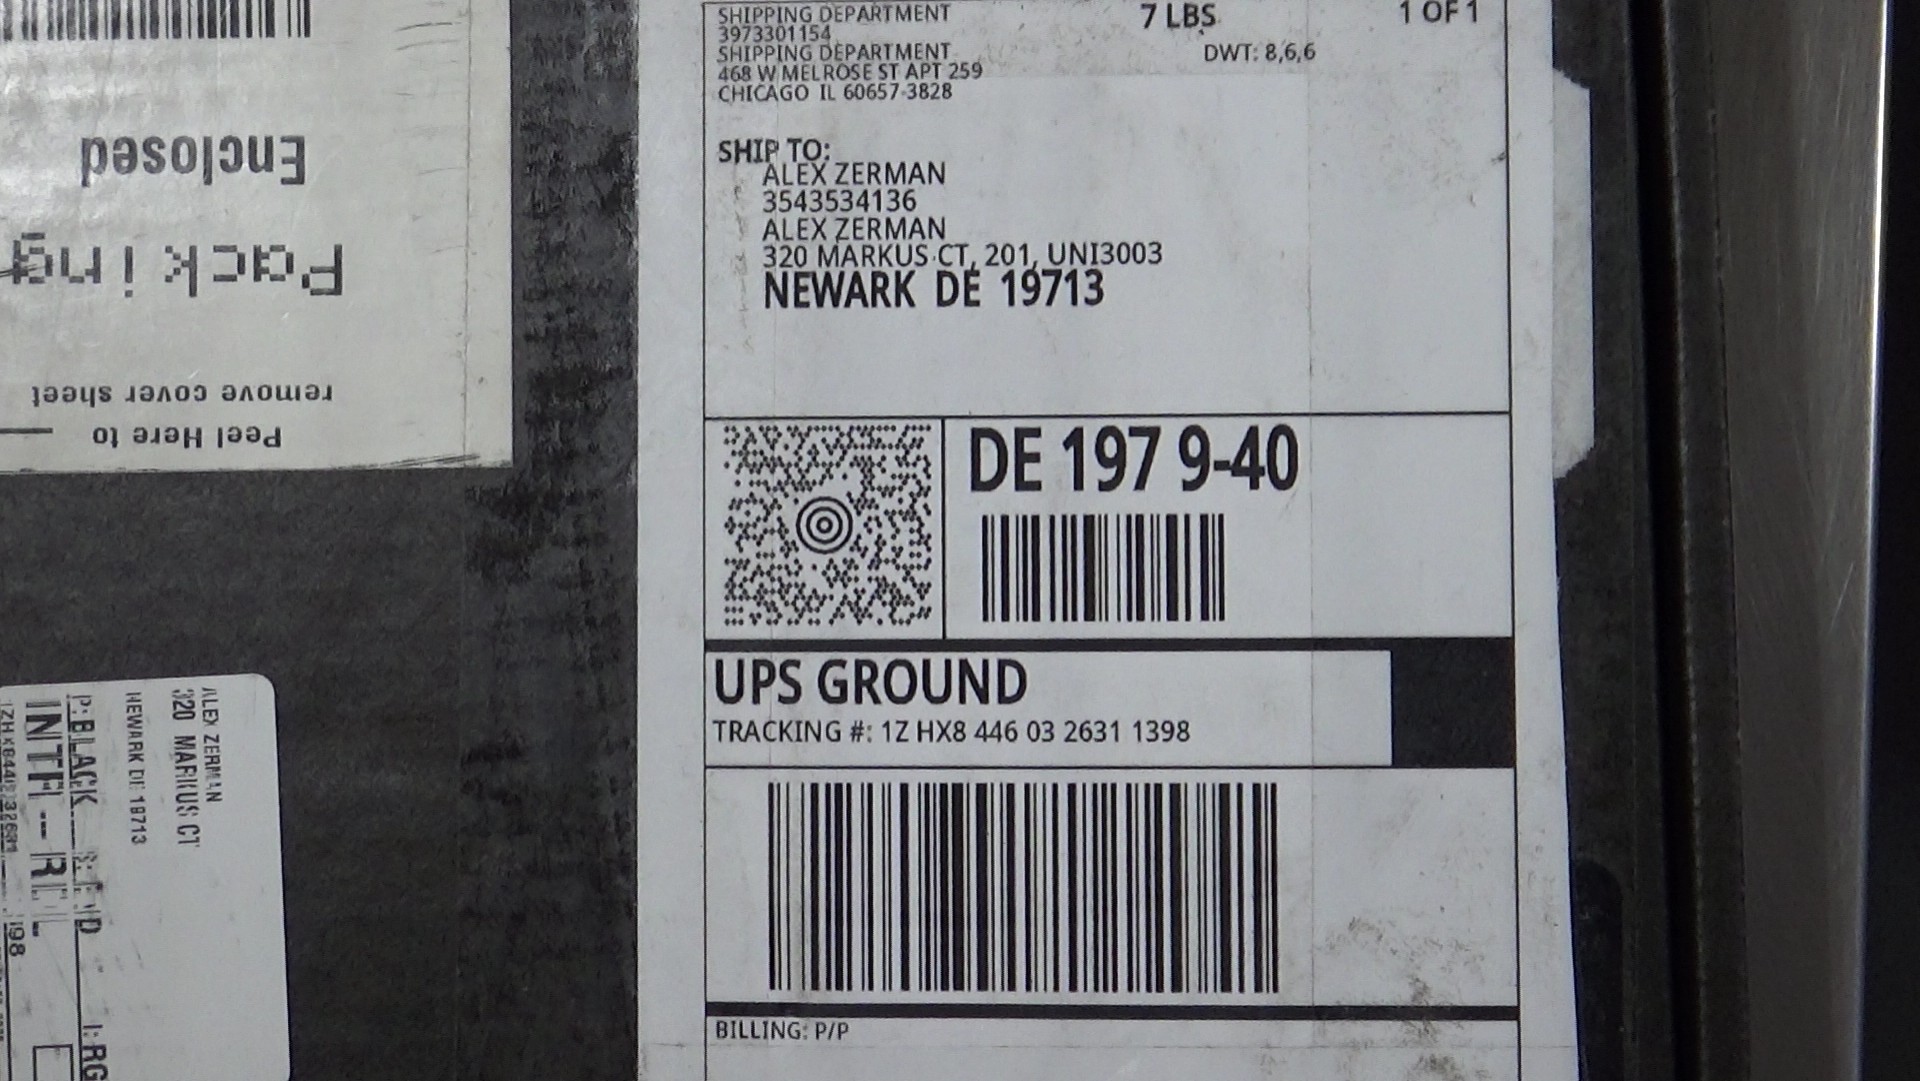 SHIPPING DEPARTMENT
3973301154
SHIPPING DEPARTMENT
468 W MELROSE ST APT 259
CHICAGO IL 60657-3828
7 LBS
1 OF 1
DWT: 8,6,6
SHIP TO:
ALEX ZERMAN
3543534136
ALEX ZERMAN
320 MARKUS CT, 201, UNI3003
NEWARK DE 19713
DE 197 9-40
UPS GROUND
TRACKING #: 1Z HX8 446 03 2631 1398
BILLING: P/P
Peel Here to
remove cover sheet
Packing
Enclosed
ALEX ZERMAN
320 MARKUS CT
NEWARK DE 19713
P: BLACK
I: RG